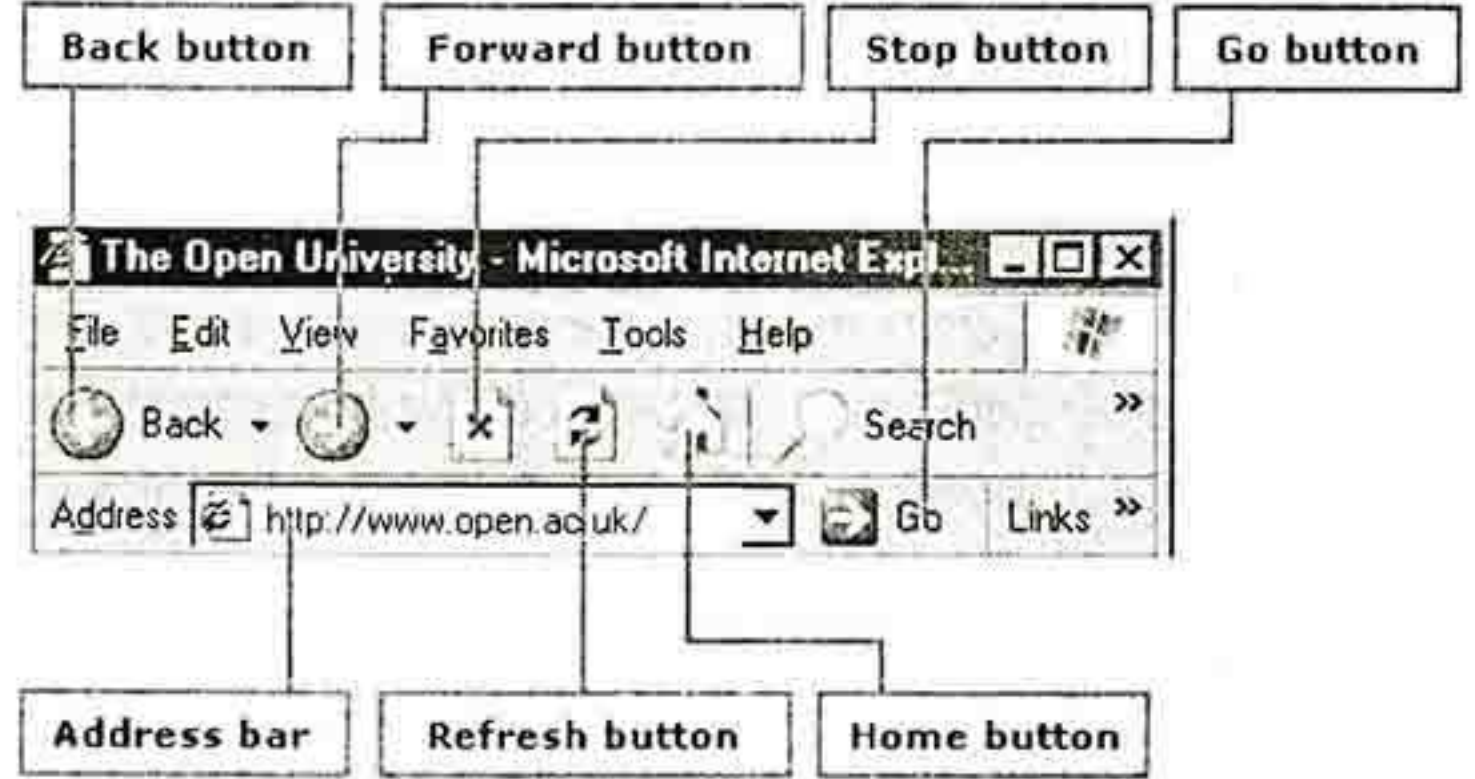 Back button Forward button Stop button Go button
The Open University - Microsoft Internet Expl...
File Edit View Favorites Tools Help
Back Search »
Address http://www.open.ac.uk/ Go Links »
Address bar Refresh button Home button